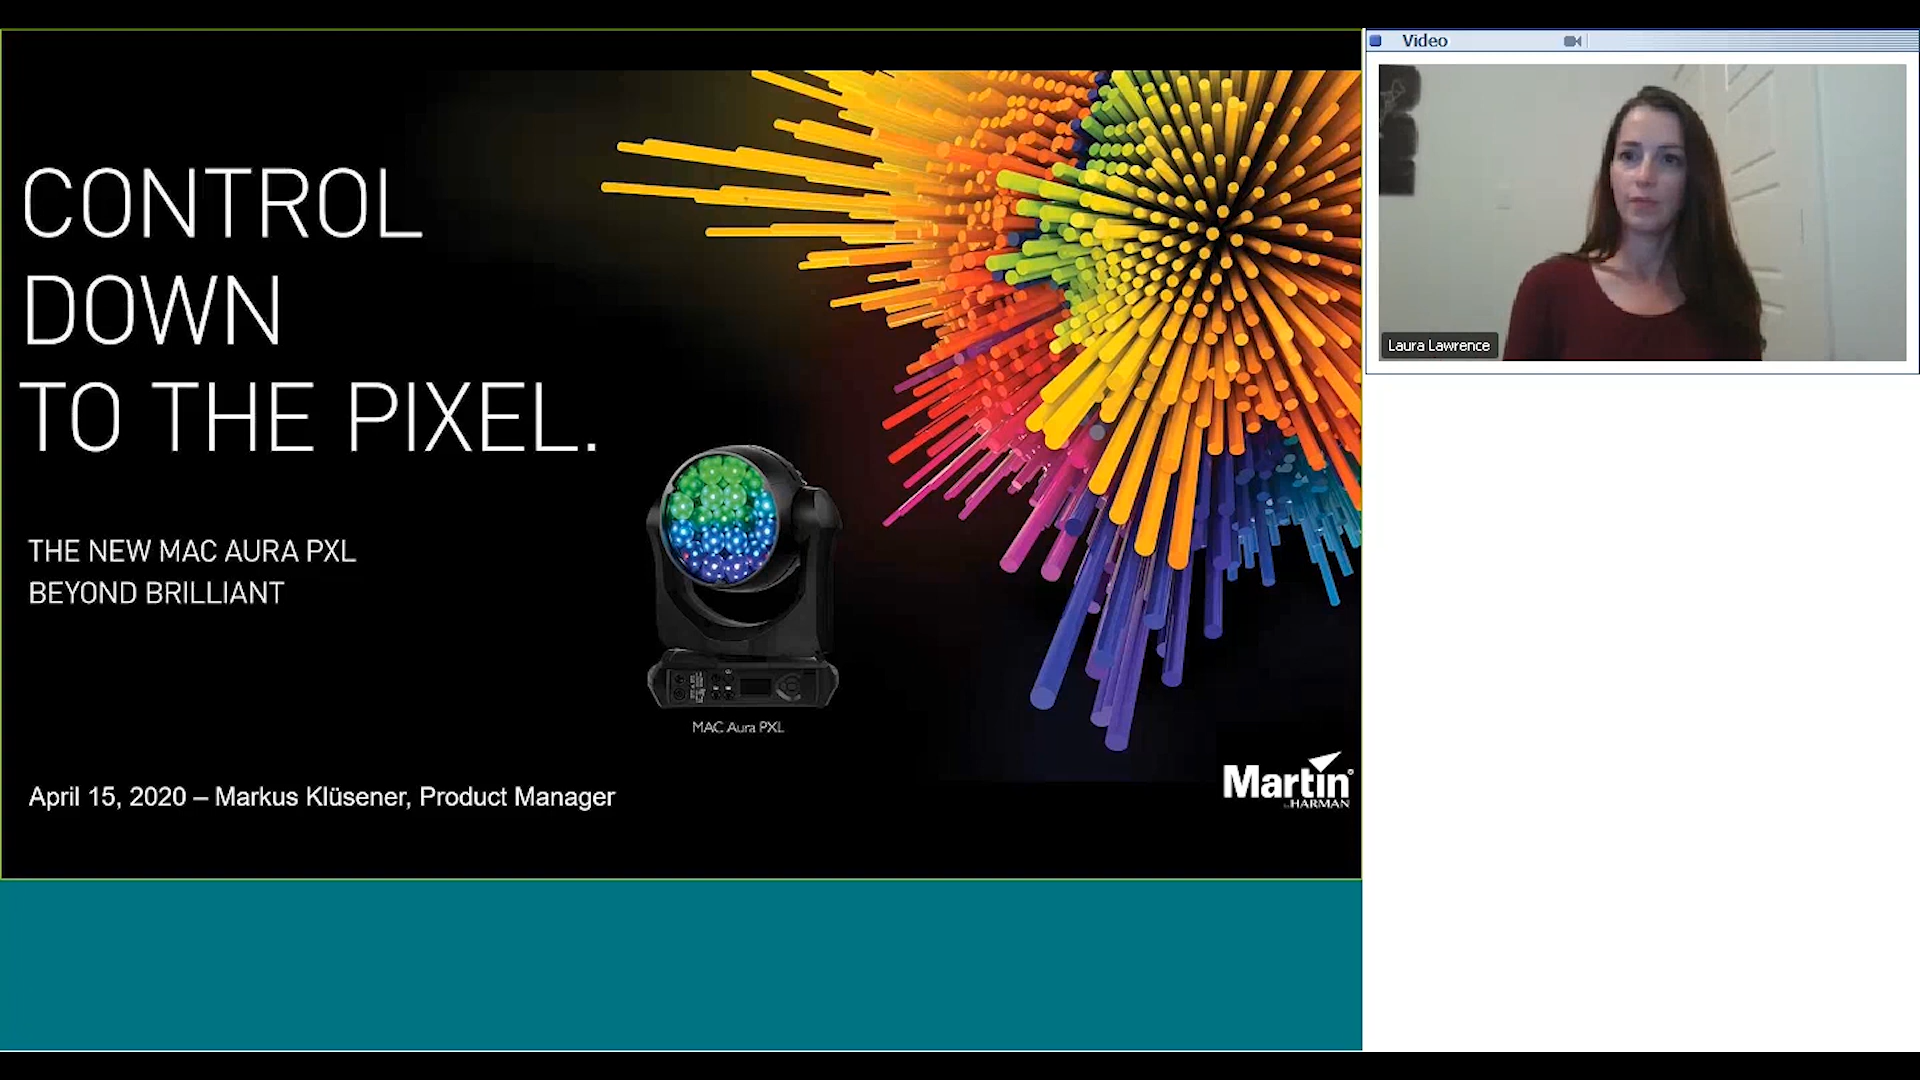 CONTROL
DOWN
TO THE PIXEL.
THE NEW MAC AURA PXL
BEYOND BRILLIANT
MAC Aura PXL
April 15, 2020 – Markus Klüsener, Product Manager
Martin
by HARMAN
Video
Laura Lawrence